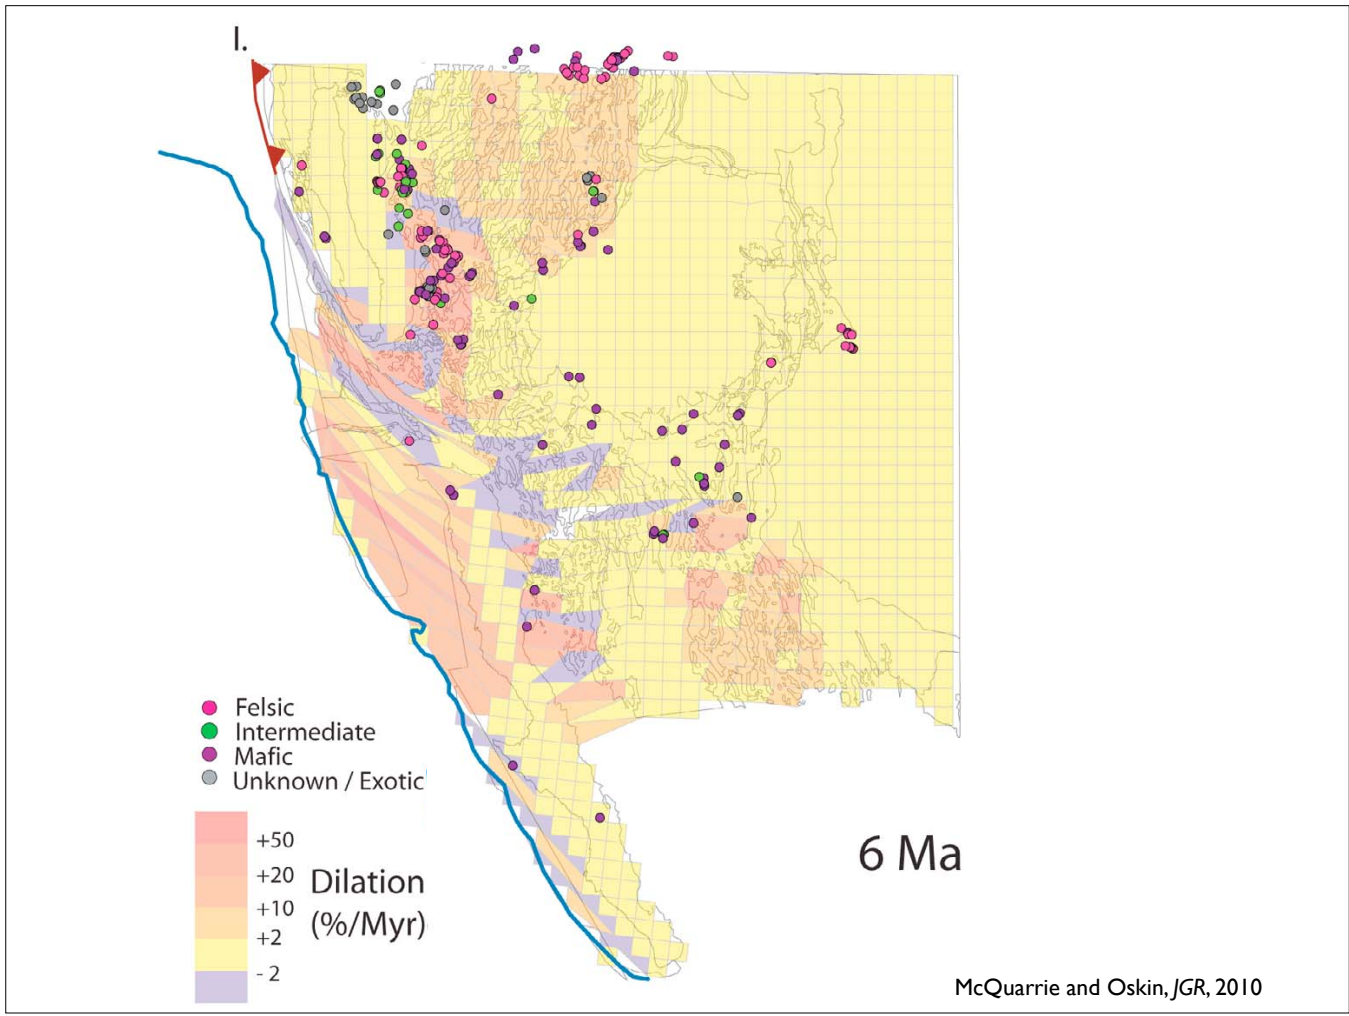 I.
Felsic
Intermediate
Mafic
Unknown / Exotic
+50
+20
+10
+2
- 2
Dilation
(%/Myr)
6 Ma
McQuarrie and Oskin, JGR, 2010